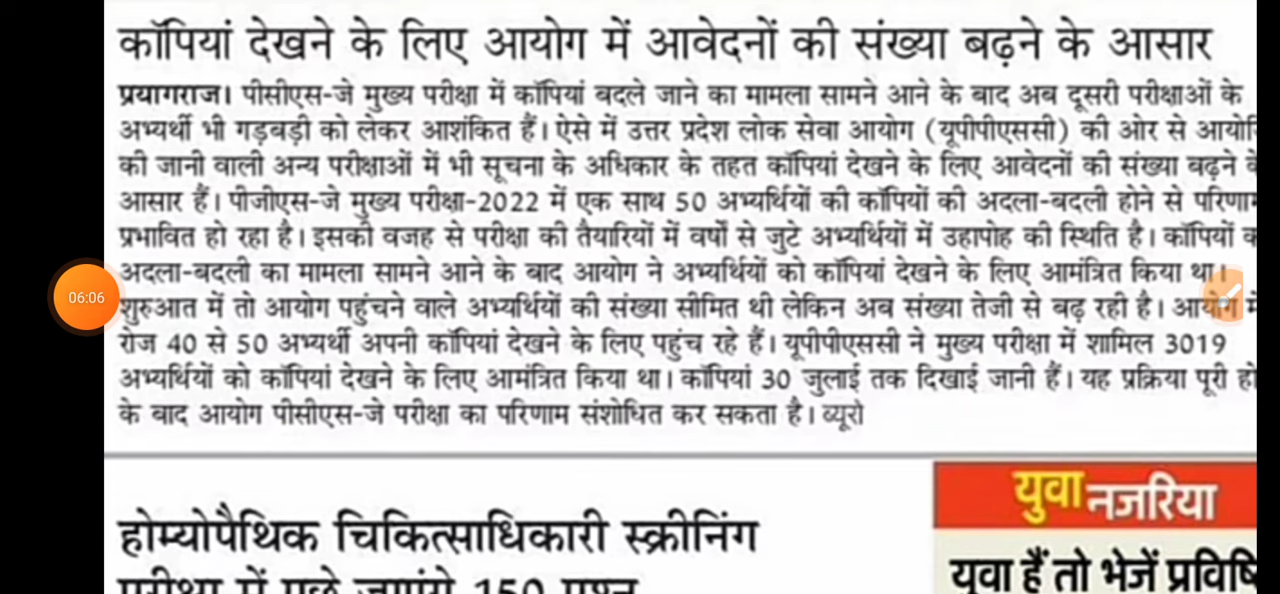 कॉपियां देखने के लिए आयोग में आवेदनों की संख्या बढ़ने के आसार
प्रयागराज। पीसीएस-जे मुख्य परीक्षा में कॉपियां बदले जाने का मामला सामने आने के बाद अब दूसरी परीक्षाओं के
अभ्यर्थी भी गड़बड़ी को लेकर आशंकित हैं। ऐसे में उत्तर प्रदेश लोक सेवा आयोग (यूपीपीएससी) की ओर से
की जानी वाली अन्य परीक्षाओं में भी सूचना के अधिकार के तहत कॉपियां देखने के लिए आवेदनों की संख्या बढ़ने के
आसार हैं। पीजीएस-जे मुख्य परीक्षा-2022 में एक साथ 50 अभ्यर्थियों की कॉपियों की अदला-बदली होने से परिणाम
प्रभावित हो रहा है। इसकी वजह से परीक्षा की तैयारियों में वर्षों से जुटे अभ्यर्थियों में उहापोह की स्थिति है। कॉपियों
अदला-बदली का मामला सामने आने के बाद आयोग ने अभ्यर्थियों को कॉपियां देखने के लिए आमंत्रित किया था।
06:06
शुरुआत में तो आयोग पहुंचने वाले अभ्यर्थियों की संख्या सीमित थी लेकिन अब संख्या तेजी से बढ़ रही है। आयोग में
रोज 40 से 50 अभ्यर्थी अपनी कॉपियां देखने के लिए पहुंच रहे हैं। यूपीपीएससी ने मुख्य परीक्षा में शामिल 3019
अभ्यर्थियों को कॉपियां देखने के लिए आमंत्रित किया था। कॉपियां 30 जुलाई तक दिखाई जानी हैं। यह प्रक्रिया पूरी
के बाद आयोग पीसीएस-जे परीक्षा का परिणाम संशोधित कर सकता है। ब्यूरो
होम्योपैथिक चिकित्साधिकारी स्क्रीनिंग
परीक्षा में पूछे जाएंगे 150 प्रश्न
युवा नजरिया
युवा हैं तो भेजें